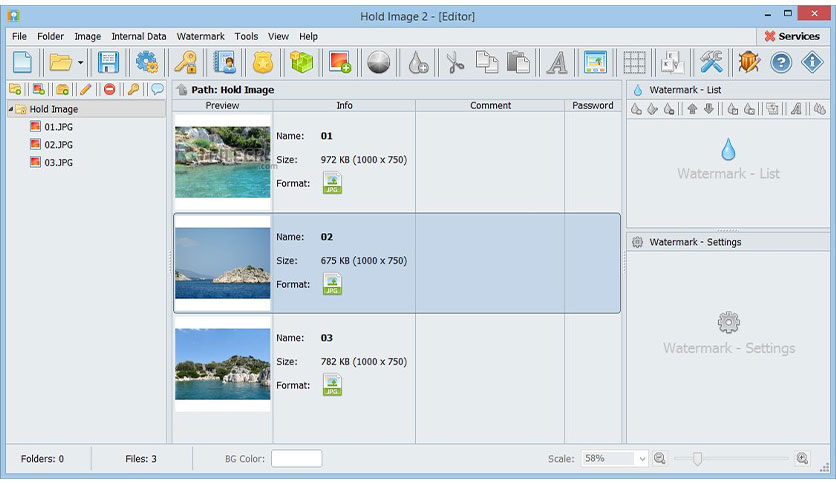 Hold Image 2 - [Editor]
File Folder Image Internal Data Watermark Tools View Help Services
Path: Hold Image
Watermark - List
Preview Info Comment Password
Hold Image
01.JPG
02.JPG
03.JPG
Name: 01
Size: 972 KB (1000 x 750)
Format: JPG
Name: 02
Size: 675 KB (1000 x 750)
Format: JPG
Name: 03
Size: 782 KB (1000 x 750)
Format: JPG
Watermark - List
Watermark - Settings
Watermark - Settings
Folders: 0 Files: 3 BG Color: Scale: 58%